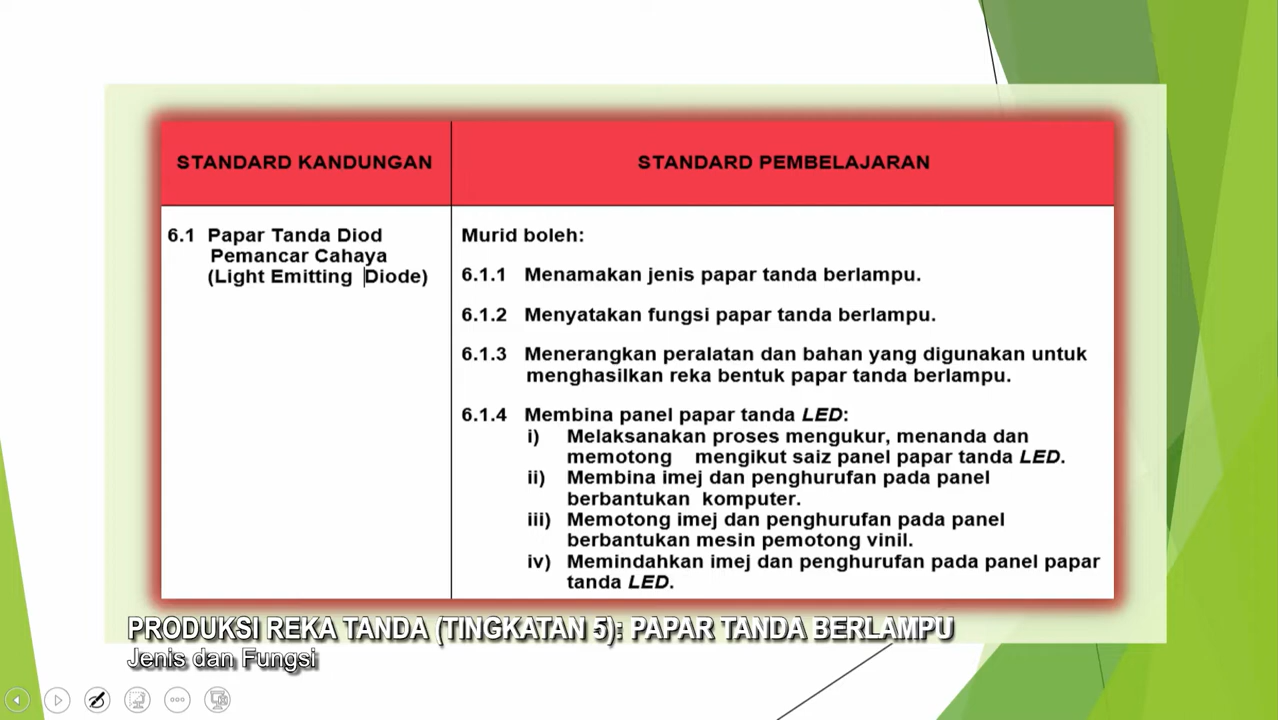 STANDARD KANDUNGAN
STANDARD PEMBELAJARAN
6.1 Papar Tanda Diod
Pemancar Cahaya
(Light Emitting Diode)
Murid boleh:
6.1.1 Menamakan jenis papar tanda berlampu.
6.1.2 Menyatakan fungsi papar tanda berlampu.
6.1.3 Menerangkan peralatan dan bahan yang digunakan untuk
menghasilkan reka bentuk papar tanda berlampu.
6.1.4 Membina panel papar tanda LED:
i) Melaksanakan proses mengukur, menanda dan
memotong mengikut saiz panel papar tanda LED.
ii) Membina imej dan penghurufan pada panel
berbantukan komputer.
iii) Memotong imej dan penghurufan pada panel
berbantukan mesin pemotong vinil.
iv) Memindahkan imej dan penghurufan pada panel papar
tanda LED.
PRODUKSI REKA TANDA (TINGKATAN 5): PAPAR TANDA BERLAMPU
Jenis dan Fungsi